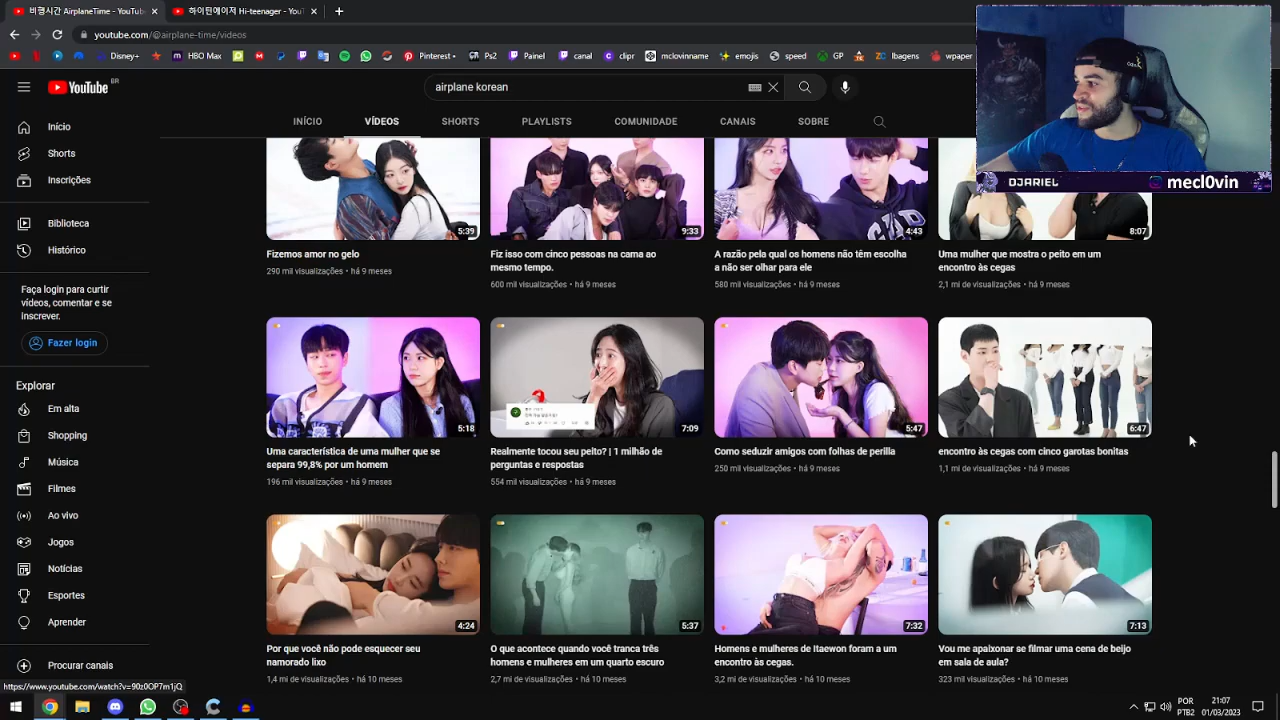 비행시간 AirplaneTime - YouTub
하이틴에이저 Hi-teenager - You
youtube.com/@airplane-time/videos
Disney+
HBO Max
Pinterest
Ps2
Painel
canal
clipr
mclovinname
emojis
speed
GP
Ibagens
wpaper
YouTube BR
airplane korean
INÍCIO
VÍDEOS
SHORTS
PLAYLISTS
COMUNIDADE
CANAIS
SOBRE
DJARIEL
mecl0vin
Início
Shorts
Inscrições
Biblioteca
Histórico
Faça login para curtir
vídeos, comentar e se
inscrever.
Fazer login
Explorar
Em alta
Shopping
Música
Filmes
Ao vivo
Jogos
Notícias
Esportes
Aprender
Procurar canais
5:39
Fizemos amor no gelo
290 mil visualizações • há 9 meses
9:33
Fiz isso com cinco pessoas na cama ao
mesmo tempo.
600 mil visualizações • há 9 meses
GAP
4:43
A razão pela qual os homens não têm escolha
a não ser olhar para ele
580 mil visualizações • há 9 meses
8:07
Uma mulher que mostra o peito em um
encontro às cegas
2,1 mi de visualizações • há 9 meses
5:18
Uma característica de uma mulher que se
separa 99,8% por um homem
196 mil visualizações • há 9 meses
7:09
Realmente tocou seu peito? | 1 milhão de
perguntas e respostas
554 mil visualizações • há 9 meses
5:47
Como seduzir amigos com folhas de perilla
250 mil visualizações • há 9 meses
6:47
encontro às cegas com cinco garotas bonitas
1,1 mi de visualizações • há 9 meses
4:24
Por que você não pode esquecer seu
namorado lixo
1,4 mi de visualizações • há 10 meses
5:37
O que acontece quando você tranca três
homens e mulheres em um quarto escuro
2,7 mi de visualizações • há 10 meses
7:32
Homens e mulheres de Itaewon foram a um
encontro às cegas.
3,2 mi de visualizações • há 10 meses
7:13
Vou me apaixonar se filmar uma cena de beijo
em sala de aula?
323 mil visualizações • há 10 meses
https://www.youtube.com/watch?v=90z0OP7m1jQ
POR
PTB2
21:07
01/03/2023